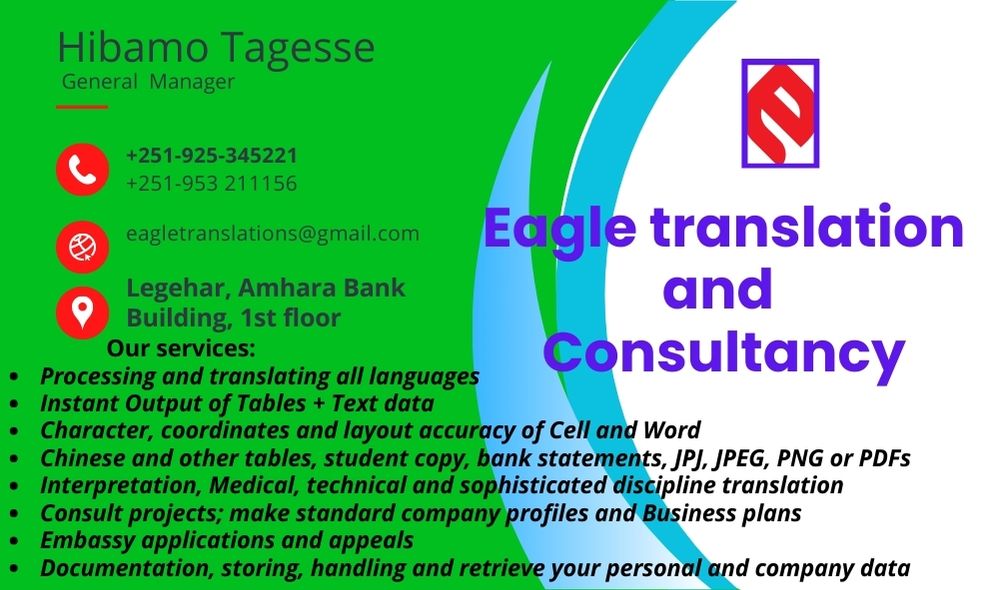 Hibamo Tagesse
General Manager
+251-925-345221
+251-953 211156
eagletranslations@gmail.com
Legehar, Amhara Bank
Building, 1st floor
Eagle translation
and
Consultancy
Our services:
• Processing and translating all languages
• Instant Output of Tables + Text data
• Character, coordinates and layout accuracy of Cell and Word
• Chinese and other tables, student copy, bank statements, JPJ, JPEG, PNG or PDFs
• Interpretation, Medical, technical and sophisticated discipline translation
• Consult projects; make standard company profiles and Business plans
• Embassy applications and appeals
• Documentation, storing, handling and retrieve your personal and company data